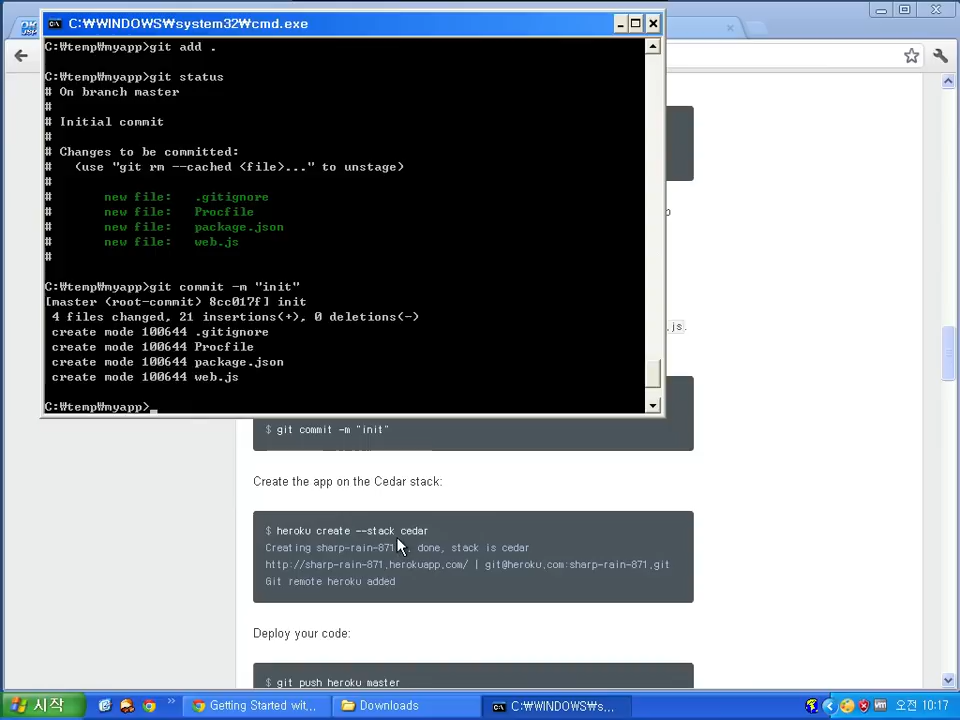 C:₩WINDOWS₩system32₩cmd.exe
C:₩temp₩myapp>git add .
C:₩temp₩myapp>git status
# On branch master
#
# Initial commit
#
# Changes to be committed:
#   (use "git rm --cached <file>..." to unstage)
#
#       new file:   .gitignore
#       new file:   Procfile
#       new file:   package.json
#       new file:   web.js
#
C:₩temp₩myapp>git commit -m "init"
[master (root-commit) 8cc017f] init
 4 files changed, 21 insertions(+), 0 deletions(-)
 create mode 100644 .gitignore
 create mode 100644 Procfile
 create mode 100644 package.json
 create mode 100644 web.js
C:₩temp₩myapp>_
.js.
$ git commit -m "init"
Create the app on the Cedar stack:
$ heroku create --stack cedar
Creating sharp-rain-871... done, stack is cedar
http://sharp-rain-871.herokuapp.com/ | git@heroku.com:sharp-rain-871.git
Git remote heroku added
Deploy your code:
$ git push heroku master
시작
Getting Started wit...
Downloads
C:₩WINDOWS₩s...
오전 10:17